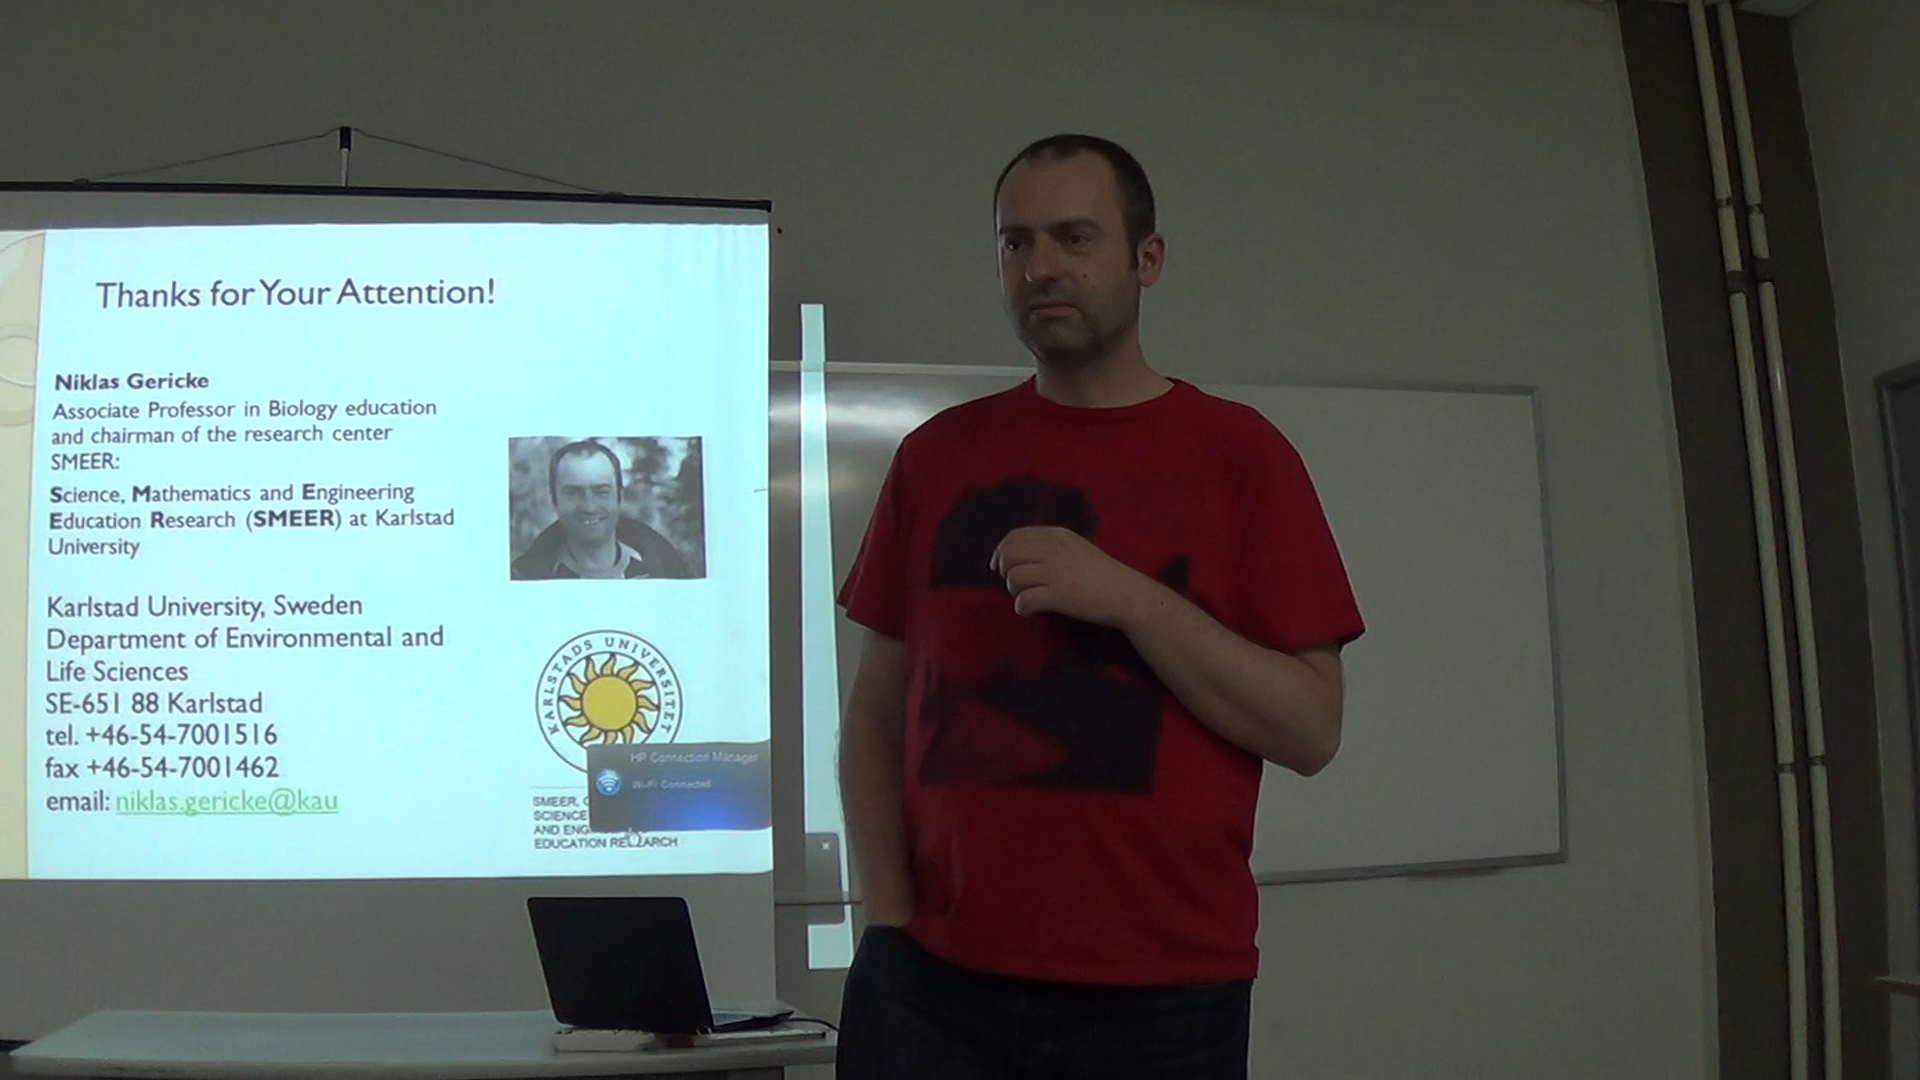 Thanks for Your Attention!
Niklas Gericke
Associate Professor in Biology education
and chairman of the research center
SMEER:
Science, Mathematics and Engineering
Education Research (SMEER) at Karlstad
University
Karlstad University, Sweden
Department of Environmental and
Life Sciences
SE-651 88 Karlstad
tel. +46-54-7001516
fax +46-54-7001462
email: niklas.gericke@kau
KARLSTADS UNIVERSITET
HP Connection Manager
Wi-Fi Connected
SMEER,
SCIENCE
AND
EDUCATION RESEARCH